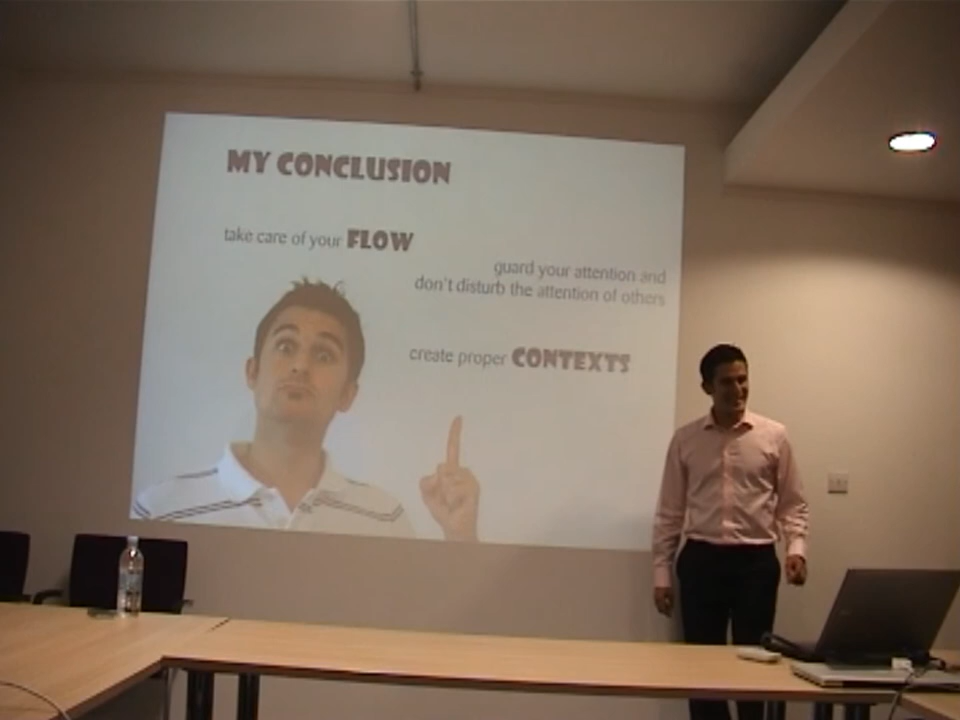 MY CONCLUSION
take care of your FLOW
guard your attention and
don't disturb the attention of others
create proper CONTEXTS